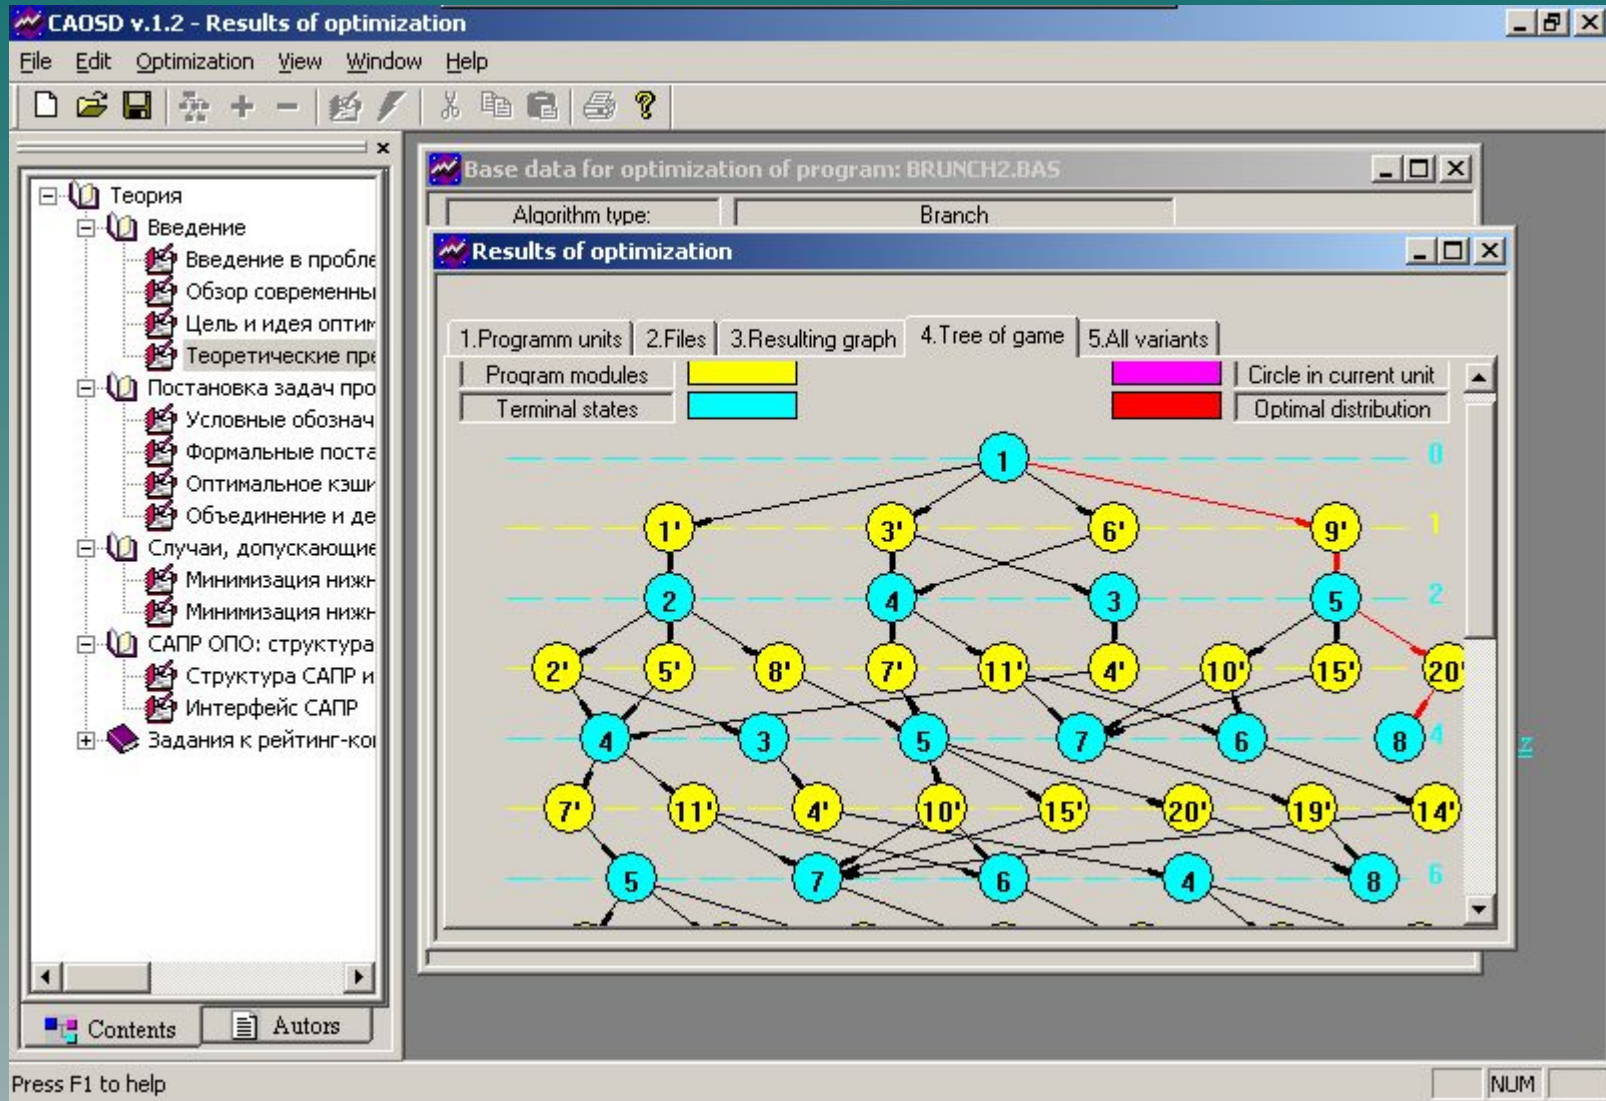 CAOSD v.1.2 - Results of optimization
File Edit Optimization View Window Help
Теория
Введение
Введение в пробле
Обзор современны
Цель и идея оптим
Теоретические пре
Постановка задач про
Условные обознач
Формальные поста
Оптимальное кэши
Объединение и де
Случаи, допускающие
Минимизация нижн
Минимизация нижн
САПР ОПО: структура
Структура САПР и
Интерфейс САПР
Задания к рейтинг-кон
Contents Autors
Base data for optimization of program: BRUNCH2.BAS
Algorithm type: Branch
Results of optimization
1.Programm units 2.Files 3.Resulting graph 4.Tree of game 5.All variants
Program modules Circle in current unit
Terminal states Optimal distribution
1 0
1' 3' 6' 9' 1
2 4 3 5 2
2' 5' 8' 7' 11' 4' 10' 15' 20'
4 3 5 7 6 8 4
7' 11' 4' 10' 15' 20' 19' 14'
5 7 6 4 8 6
z
Press F1 to help NUM